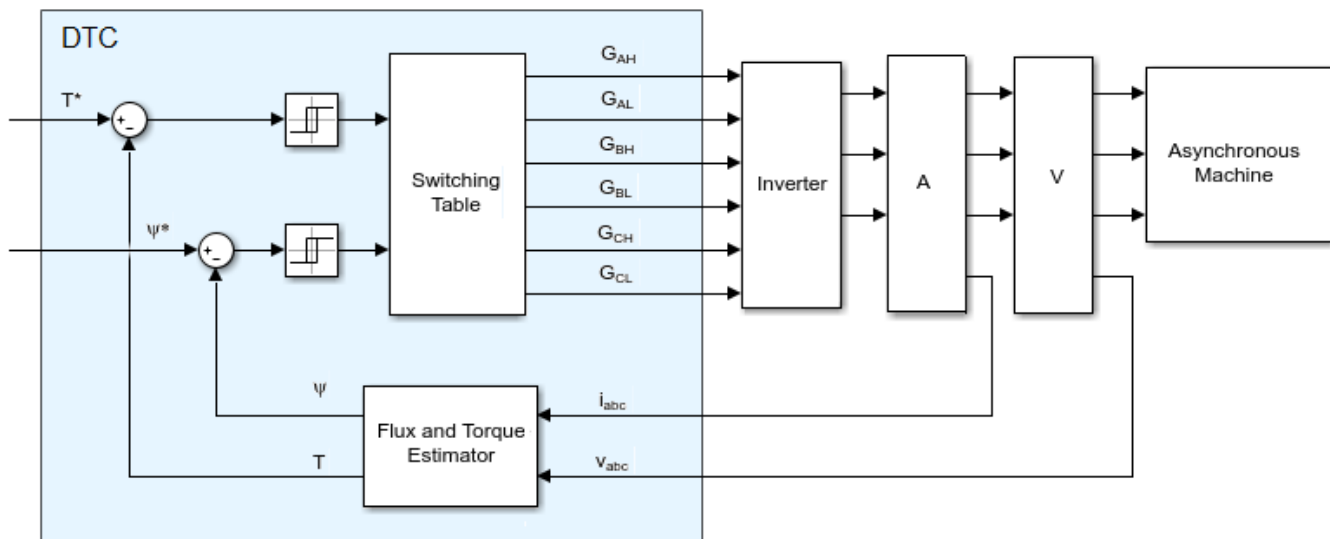 DTC
T*
+
−
ψ*
+
−
Switching
Table
G_AH
G_AL
G_BH
G_BL
G_CH
G_CL
Inverter
A
V
Asynchronous
Machine
ψ
T
Flux and Torque
Estimator
i_abc
v_abc